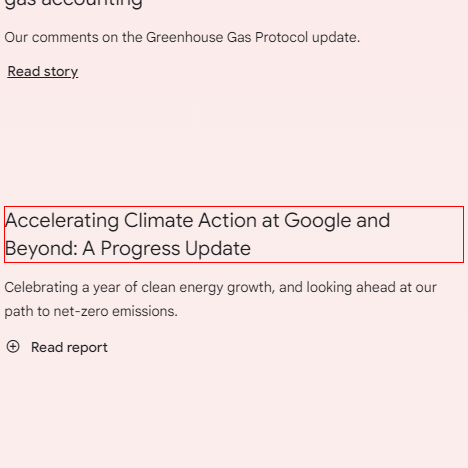 gas accounting
Our comments on the Greenhouse Gas Protocol update.
Read story
Accelerating Climate Action at Google and
Beyond: A Progress Update
Celebrating a year of clean energy growth, and looking ahead at our
path to net-zero emissions.
Read report